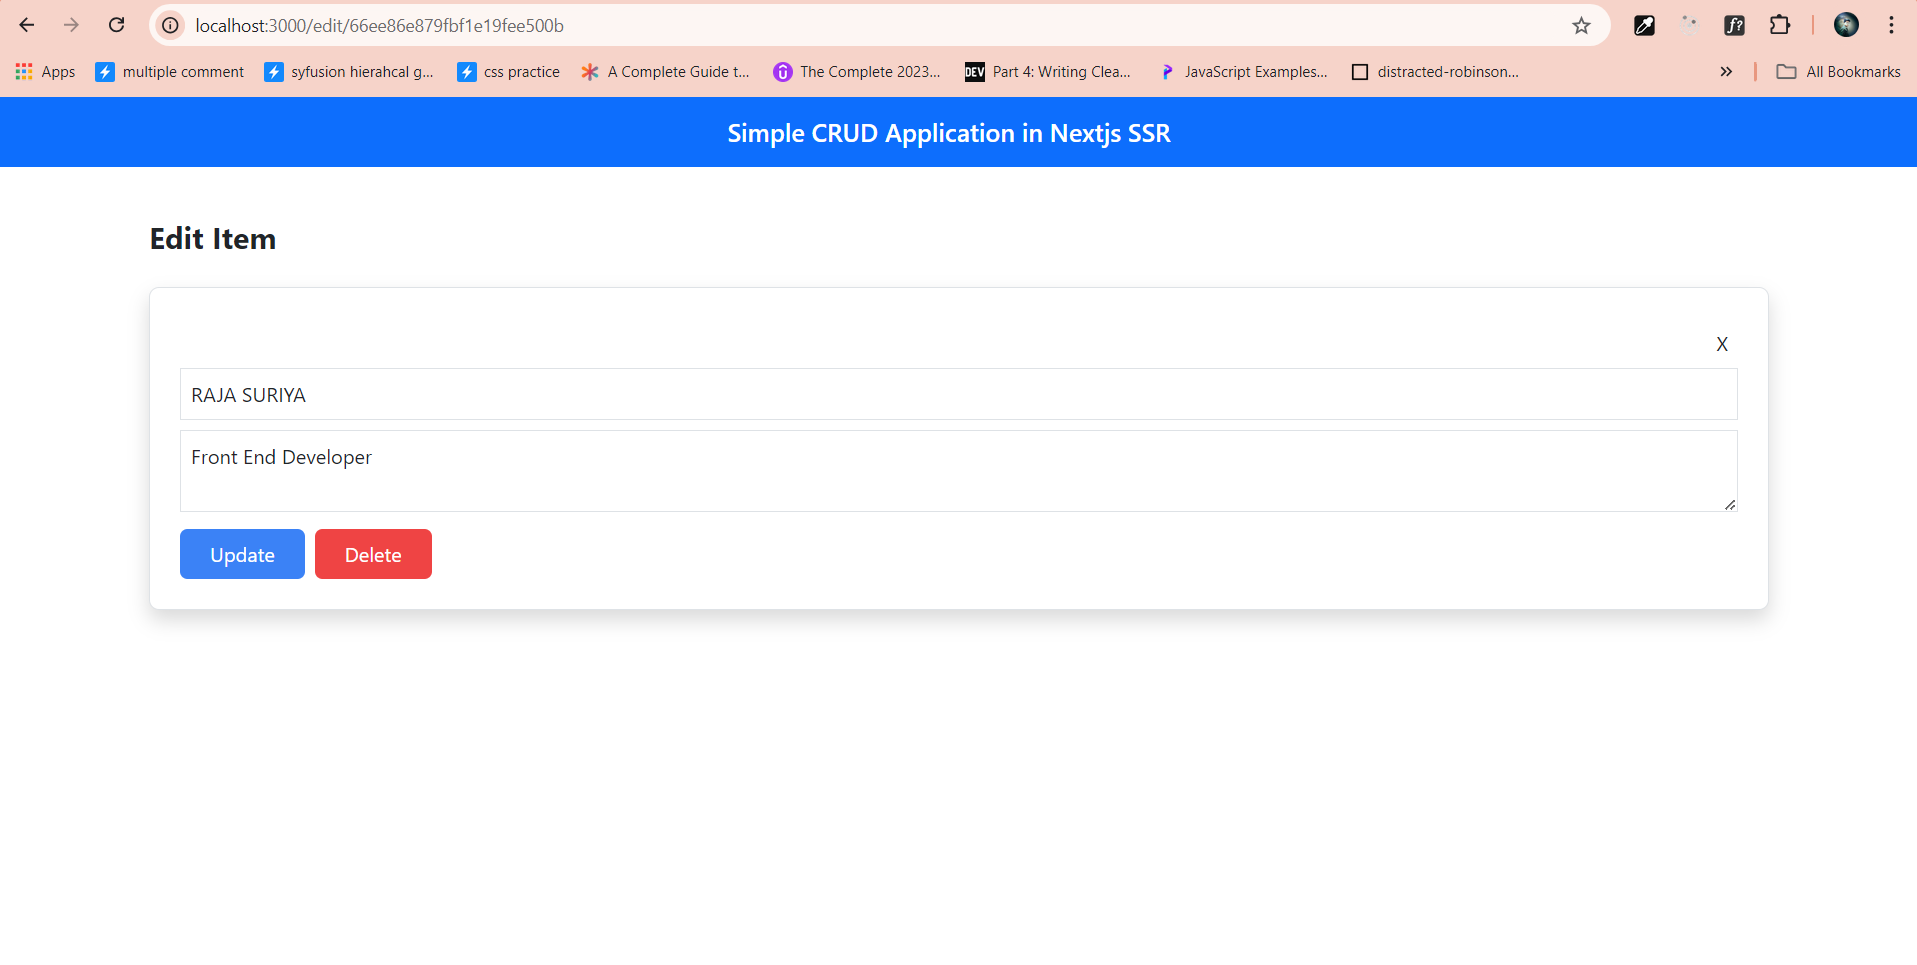 localhost:3000/edit/66ee86e879fbf1e19fee500b
f?
Apps
multiple comment
syfusion hierahcal g...
css practice
A Complete Guide t...
The Complete 2023...
DEV
Part 4: Writing Clea...
JavaScript Examples...
distracted-robinson...
»
All Bookmarks
Simple CRUD Application in Nextjs SSR
Edit Item
X
RAJA SURIYA
Front End Developer
Update
Delete